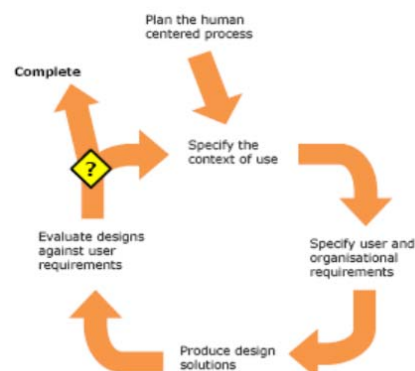 Plan the human
centered process
Complete
?
Specify the
context of use
Evaluate designs
against user
requirements
Specify user and
organisational
requirements
Produce design
solutions